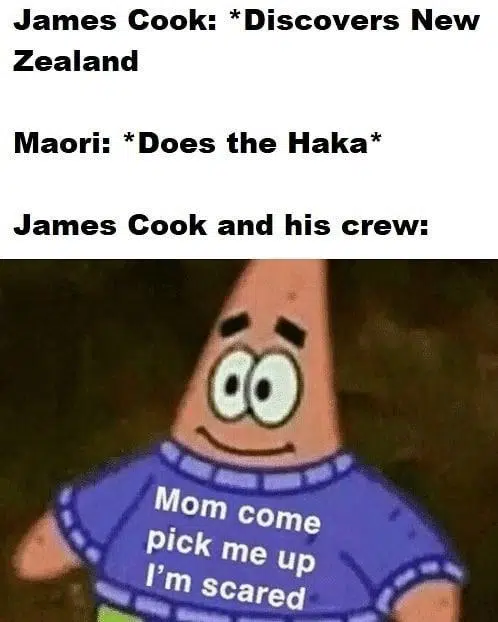 James Cook: *Discovers New
Zealand
Maori: *Does the Haka*
James Cook and his crew:
Mom come
pick me up
I'm scared